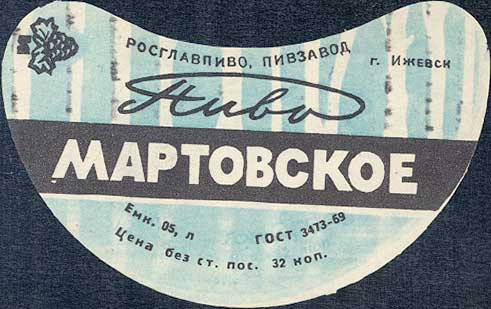 РОСГЛАВПИВО, ПИВЗАВОД г. ИЖЕВСК
Пиво
МАРТОВСКОЕ
Емк. 05, л ГОСТ 3473-69
Цена без ст. пос. 32 коп.